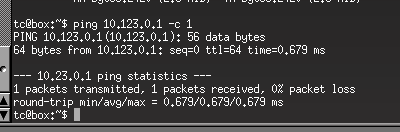 tc@box:~$ ping 10.123.0.1 -c 1
PING 10.123.0.1 (10.123.0.1): 56 data bytes
64 bytes from 10.123.0.1: seq=0 ttl=64 time=0.679 ms

--- 10.23.0.1 ping statistics ---
1 packets transmitted, 1 packets received, 0% packet loss
round-trip min/avg/max = 0.679/0.679/0.679 ms
tc@box:~$